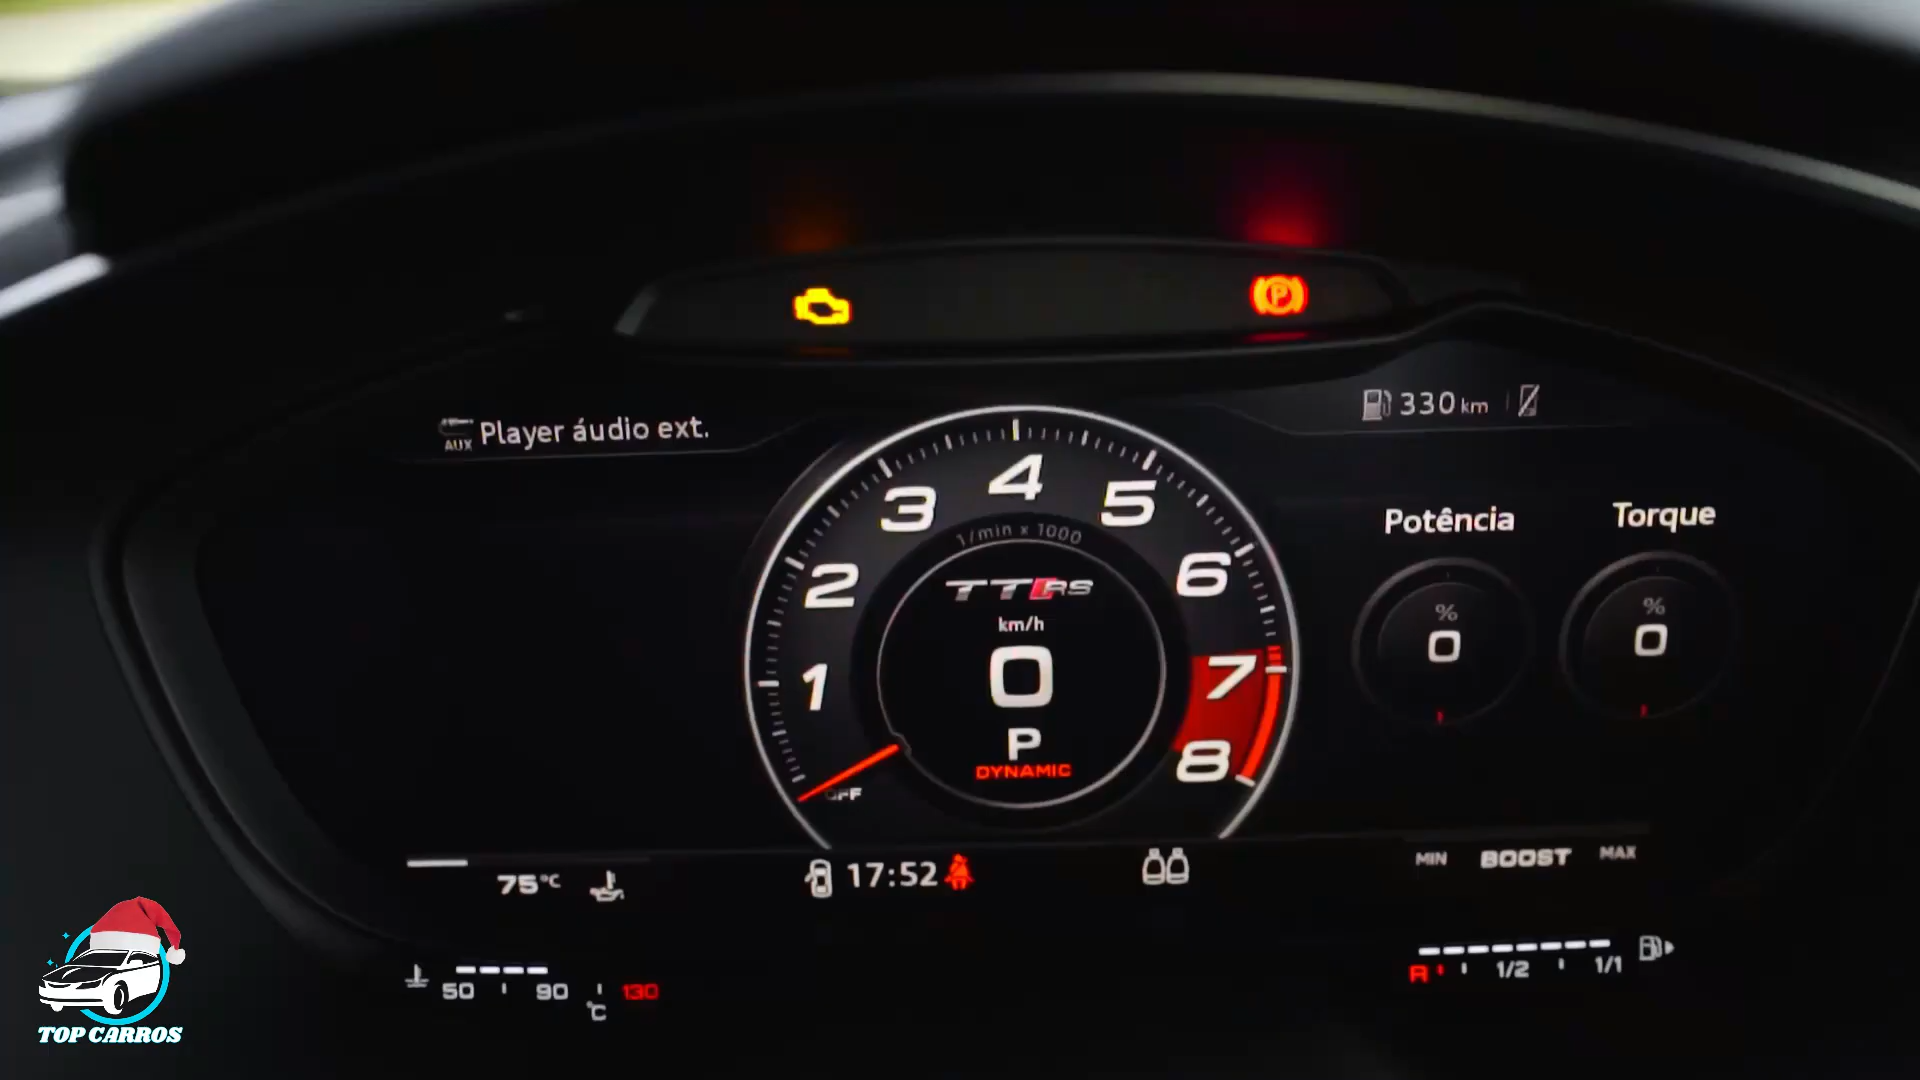 P
AUX Player áudio ext.
330 km
Potência
Torque
1 2 3 4 5 6 7 8
1/min x 1000
TTRS
km/h
0
P
DYNAMIC
OFF
%
0
%
0
75°C
17:52
MIN BOOST MAX
50 90 130
°C
R 1/2 1/1
TOP CARROS